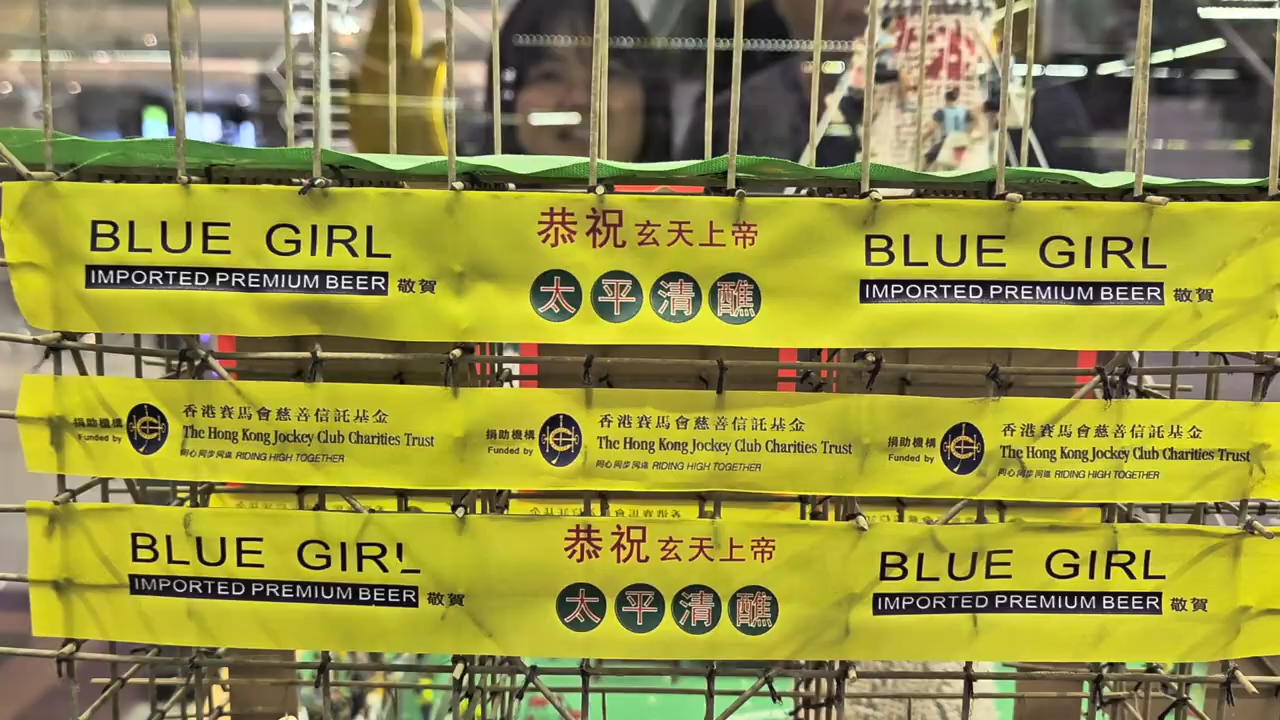 BLUE GIRL
IMPORTED PREMIUM BEER 敬賀
恭祝玄天上帝
太平清醮
BLUE GIRL
IMPORTED PREMIUM BEER 敬賀
捐助機構
Funded by
香港賽馬會慈善信託基金
The Hong Kong Jockey Club Charities Trust
同心同步同進 RIDING HIGH TOGETHER
捐助機構
Funded by
香港賽馬會慈善信託基金
The Hong Kong Jockey Club Charities Trust
同心同步同進 RIDING HIGH TOGETHER
捐助機構
Funded by
香港賽馬會慈善信託基金
The Hong Kong Jockey Club Charities Trust
同心同步同進 RIDING HIGH TOGETHER
BLUE GIRL
IMPORTED PREMIUM BEER 敬賀
恭祝玄天上帝
太平清醮
BLUE GIRL
IMPORTED PREMIUM BEER 敬賀